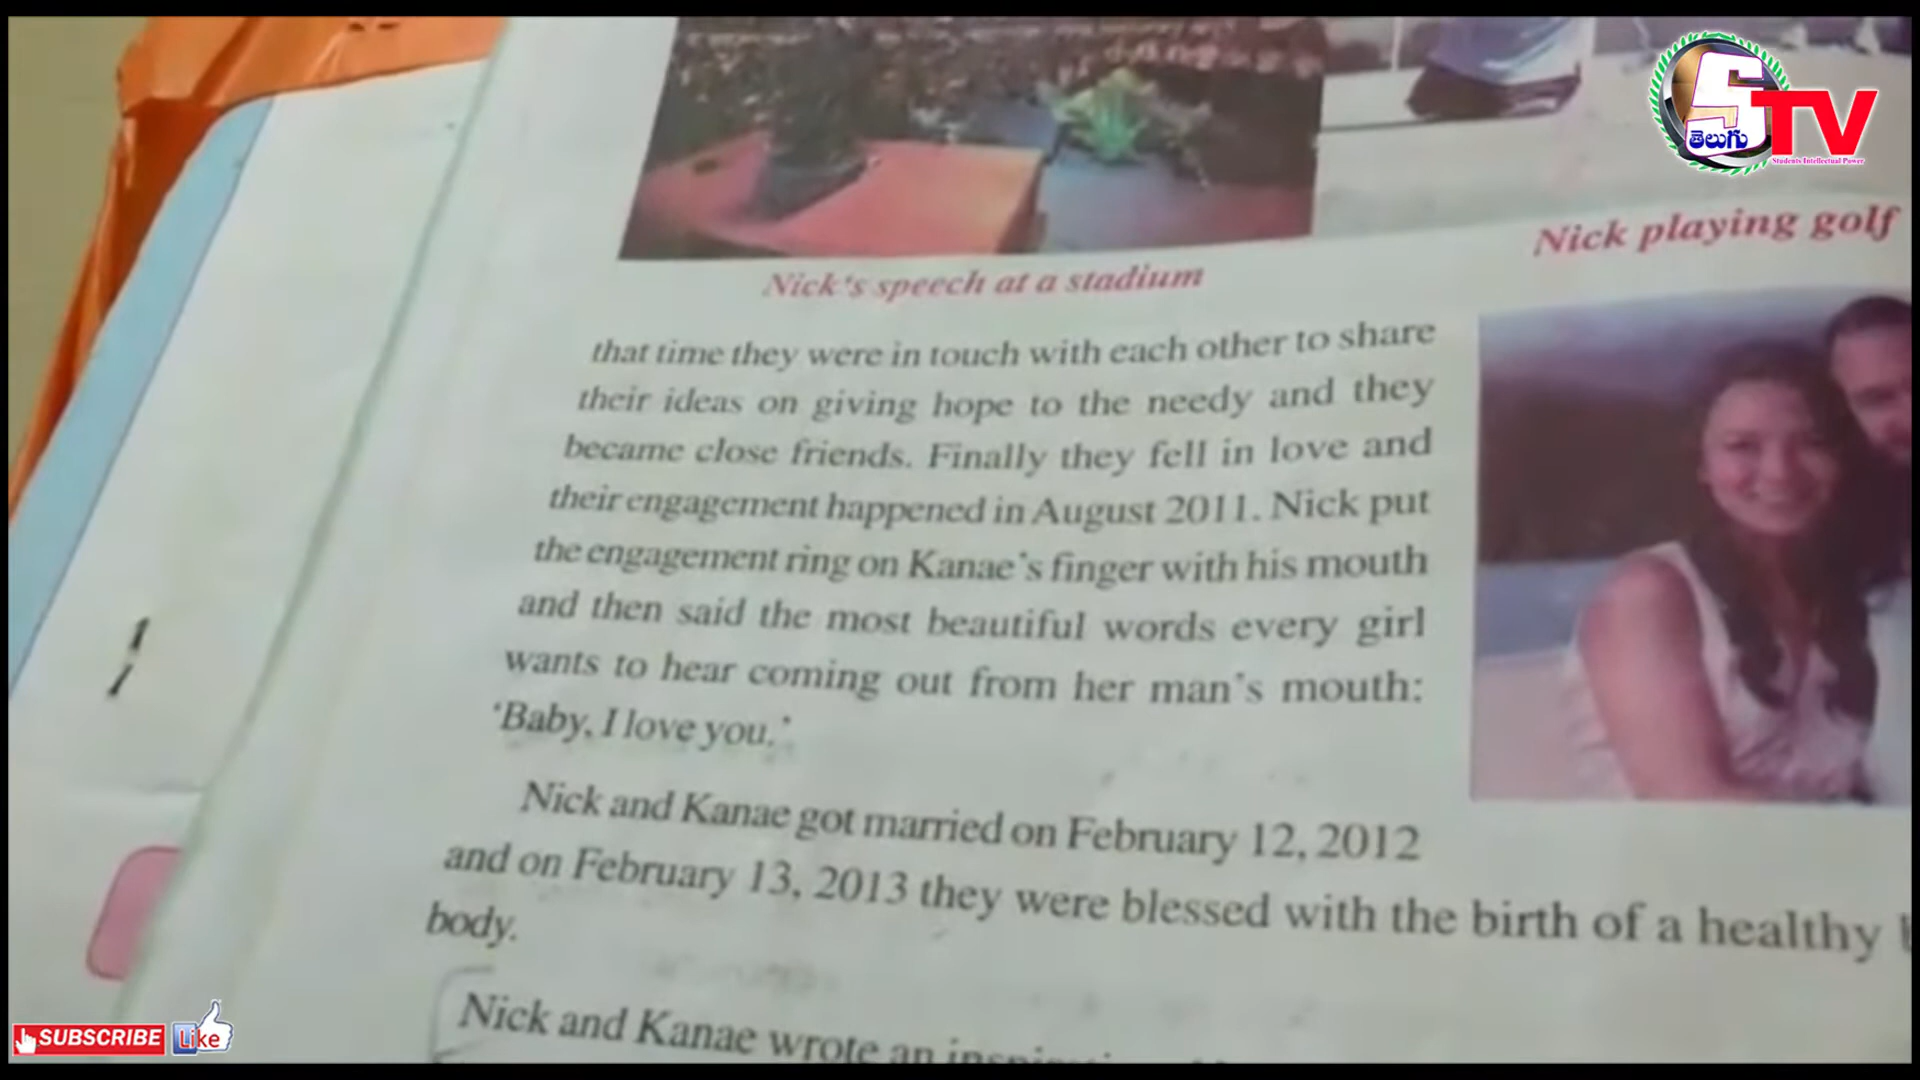 S TV
తెలుగు
Students Intellectual Power
Nick playing golf
Nick's speech at a stadium
that time they were in touch with each other to share
their ideas on giving hope to the needy and they
became close friends. Finally they fell in love and
their engagement happened in August 2011. Nick put
the engagement ring on Kanae's finger with his mouth
and then said the most beautiful words every girl
wants to hear coming out from her man's mouth:
‘Baby, I love you.’
Nick and Kanae got married on February 12, 2012
and on February 13, 2013 they were blessed with the birth of a healthy
body.
Nick and Kanae wrote an
SUBSCRIBE
Like